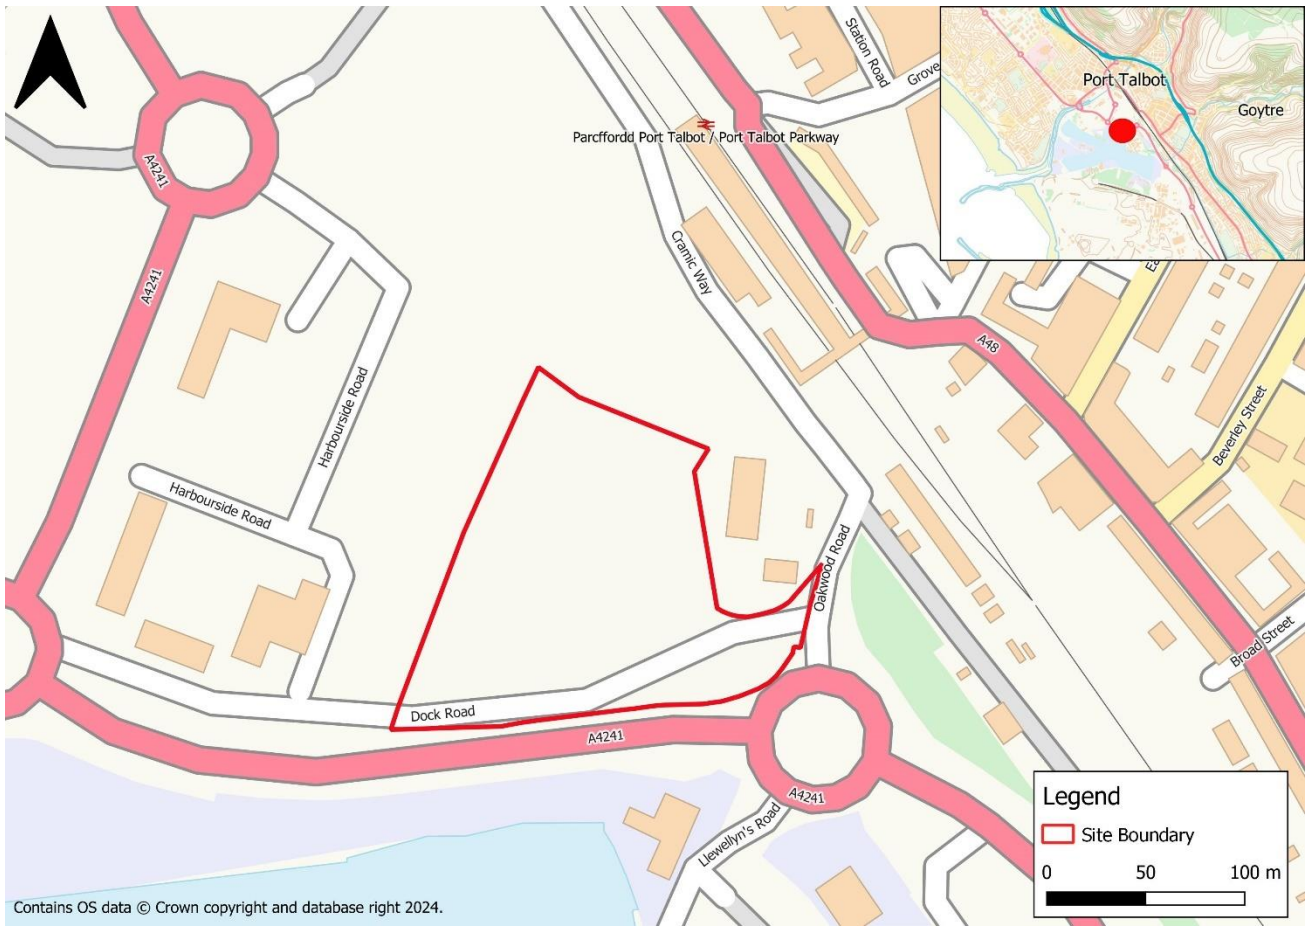 Station Road
Grove
Port Talbot
Goytre
Parcffordd Port Talbot / Port Talbot Parkway
A4241
A4241
Cramic Way
Ea
A48
Beverley Street
Harbourside Road
Harbourside Road
Oakwood Road
Broad Street
Dock Road
A4241
A4241
Llewellyn's Road
Legend
Site Boundary
0 50 100 m
Contains OS data © Crown copyright and database right 2024.